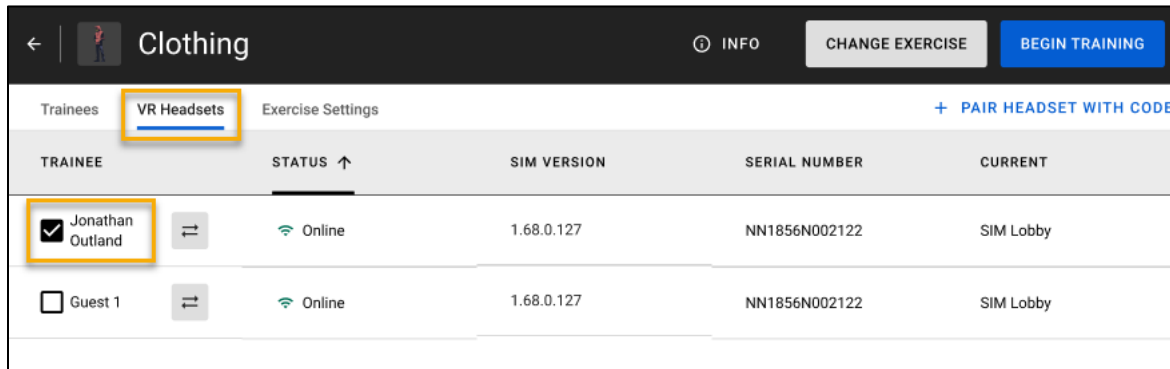 Clothing
INFO
CHANGE EXERCISE
BEGIN TRAINING
Trainees
VR Headsets
Exercise Settings
+ PAIR HEADSET WITH CODE
TRAINEE
STATUS
SIM VERSION
SERIAL NUMBER
CURRENT
Jonathan
Outland
Online
1.68.0.127
NN1856N002122
SIM Lobby
Guest 1
Online
1.68.0.127
NN1856N002122
SIM Lobby